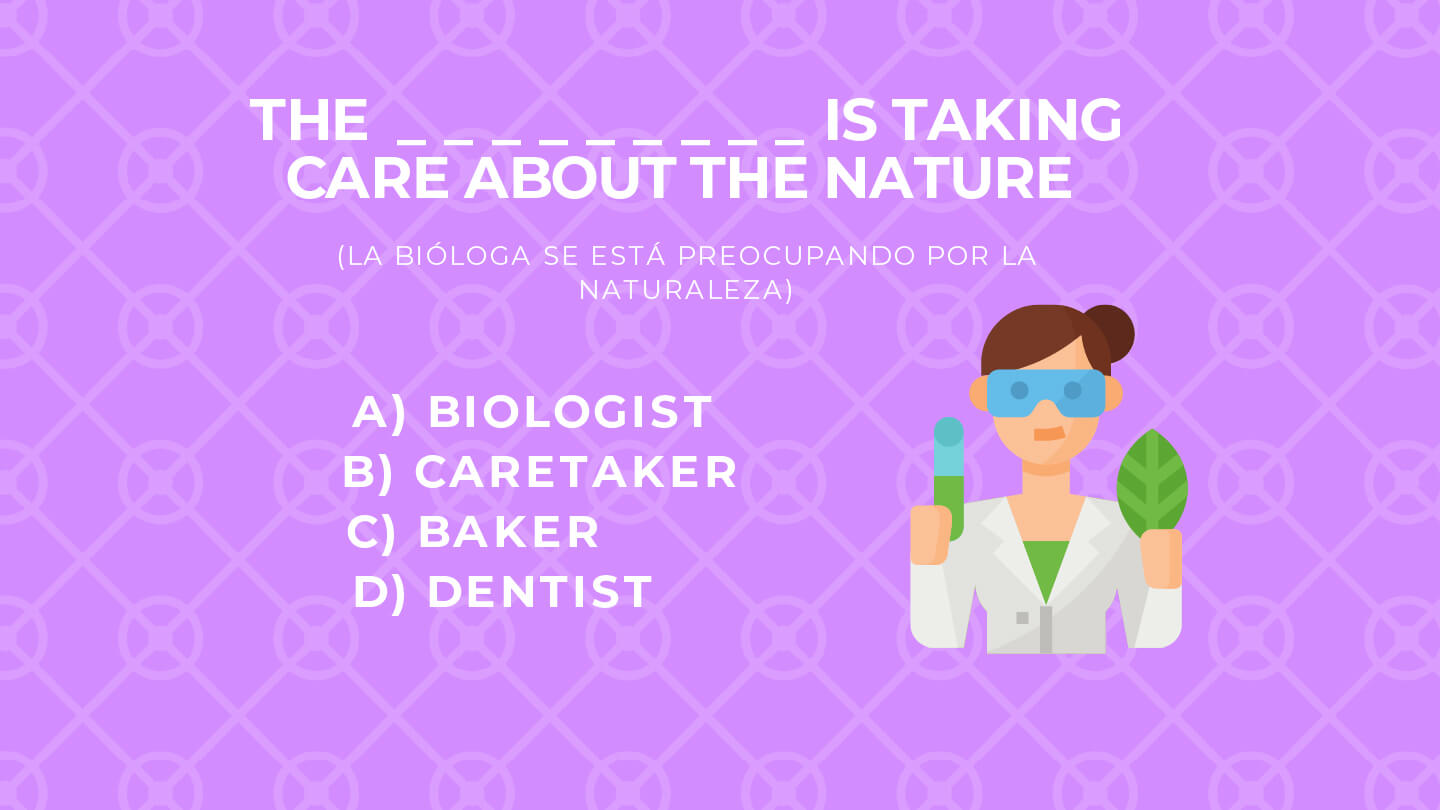 THE _ _ _ _ _ _ _ _ _ IS TAKING
CARE ABOUT THE NATURE
(LA BIÓLOGA SE ESTÁ PREOCUPANDO POR LA
NATURALEZA)
A) BIOLOGIST
B) CARETAKER
C) BAKER
D) DENTIST